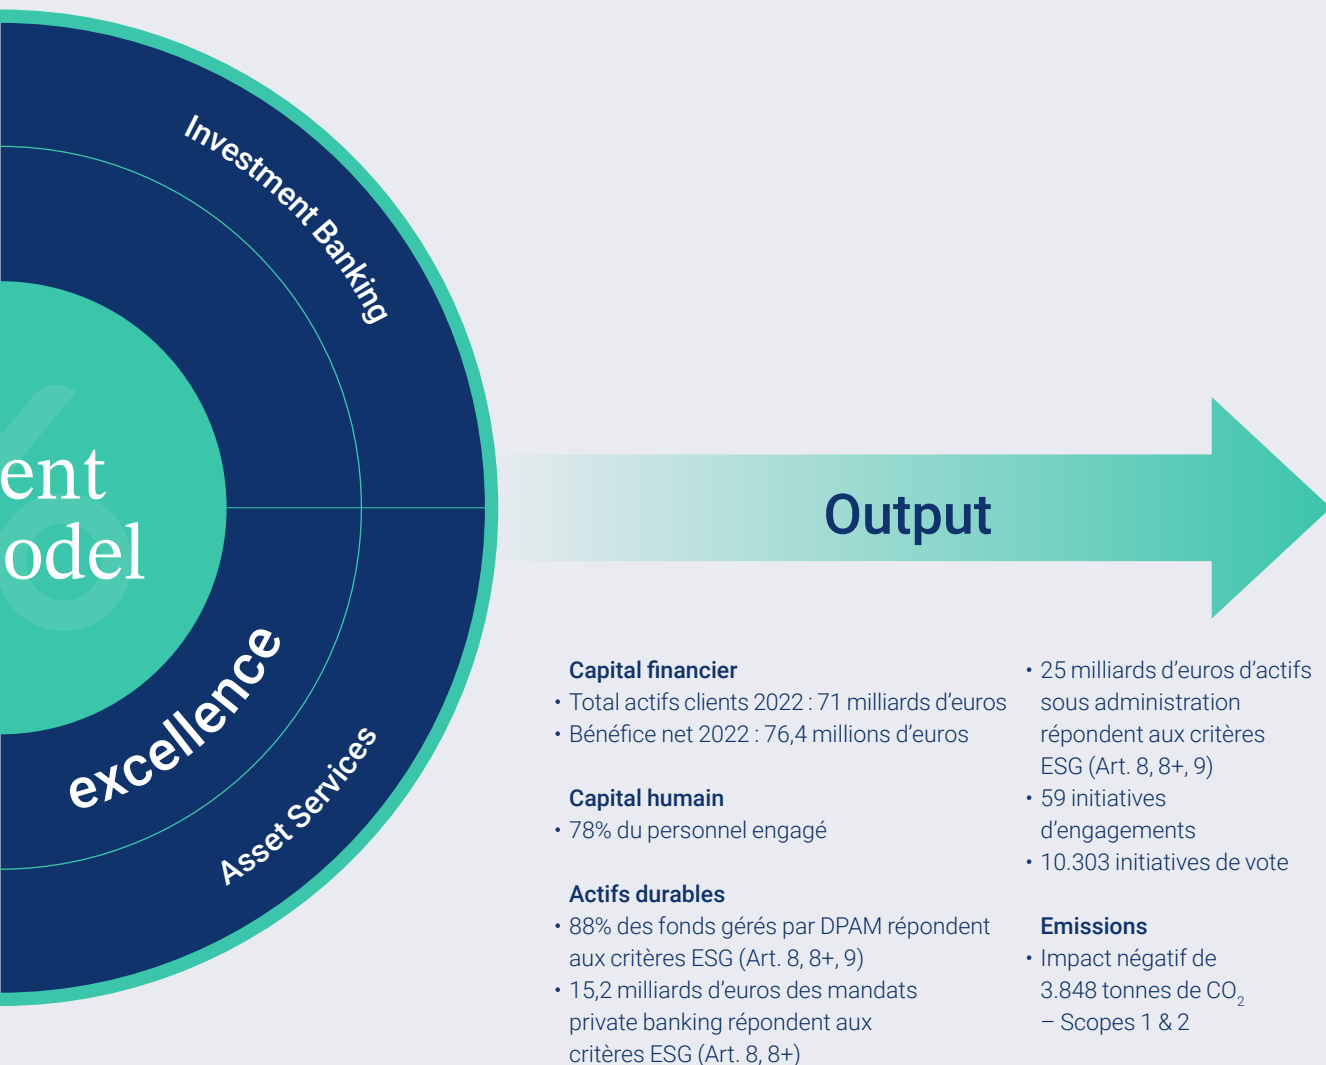 Investment Banking
ent
odel
excellence
Asset Services
Output
Capital financier
• Total actifs clients 2022 : 71 milliards d’euros
• Bénéfice net 2022 : 76,4 millions d’euros
Capital humain
• 78% du personnel engagé
Actifs durables
• 88% des fonds gérés par DPAM répondent
aux critères ESG (Art. 8, 8+, 9)
• 15,2 milliards d’euros des mandats
private banking répondent aux
critères ESG (Art. 8, 8+)
• 25 milliards d’euros d’actifs
sous administration
répondent aux critères
ESG (Art. 8, 8+, 9)
• 59 initiatives
d’engagements
• 10.303 initiatives de vote
Emissions
• Impact négatif de
3.848 tonnes de CO₂
– Scopes 1 & 2